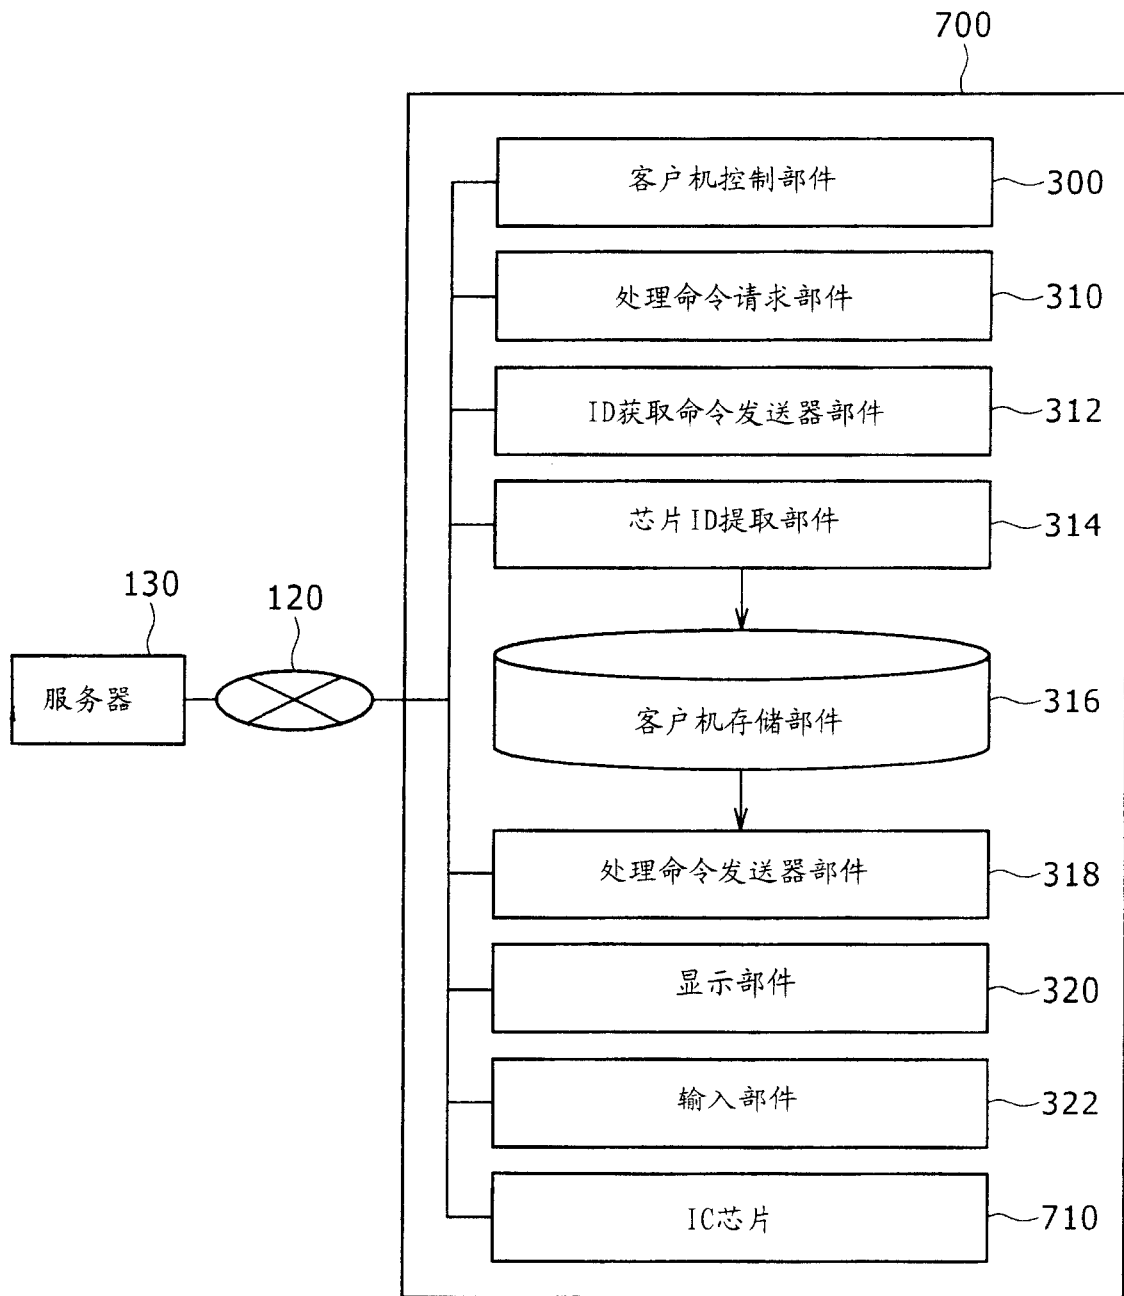 700
客户机控制部件
300
处理命令请求部件
310
ID获取命令发送器部件
312
芯片ID提取部件
314
130
120
服务器
客户机存储部件
316
处理命令发送器部件
318
显示部件
320
输入部件
322
IC芯片
710